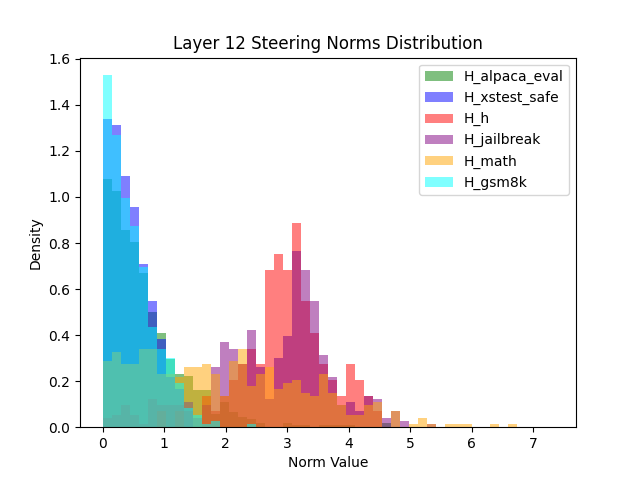 Layer 12 Steering Norms Distribution
H_alpaca_eval
H_xstest_safe
H_h
H_jailbreak
H_math
H_gsm8k
Density
1.6
1.4
1.2
1.0
0.8
0.6
0.4
0.2
0.0
0 1 2 3 4 5 6 7
Norm Value